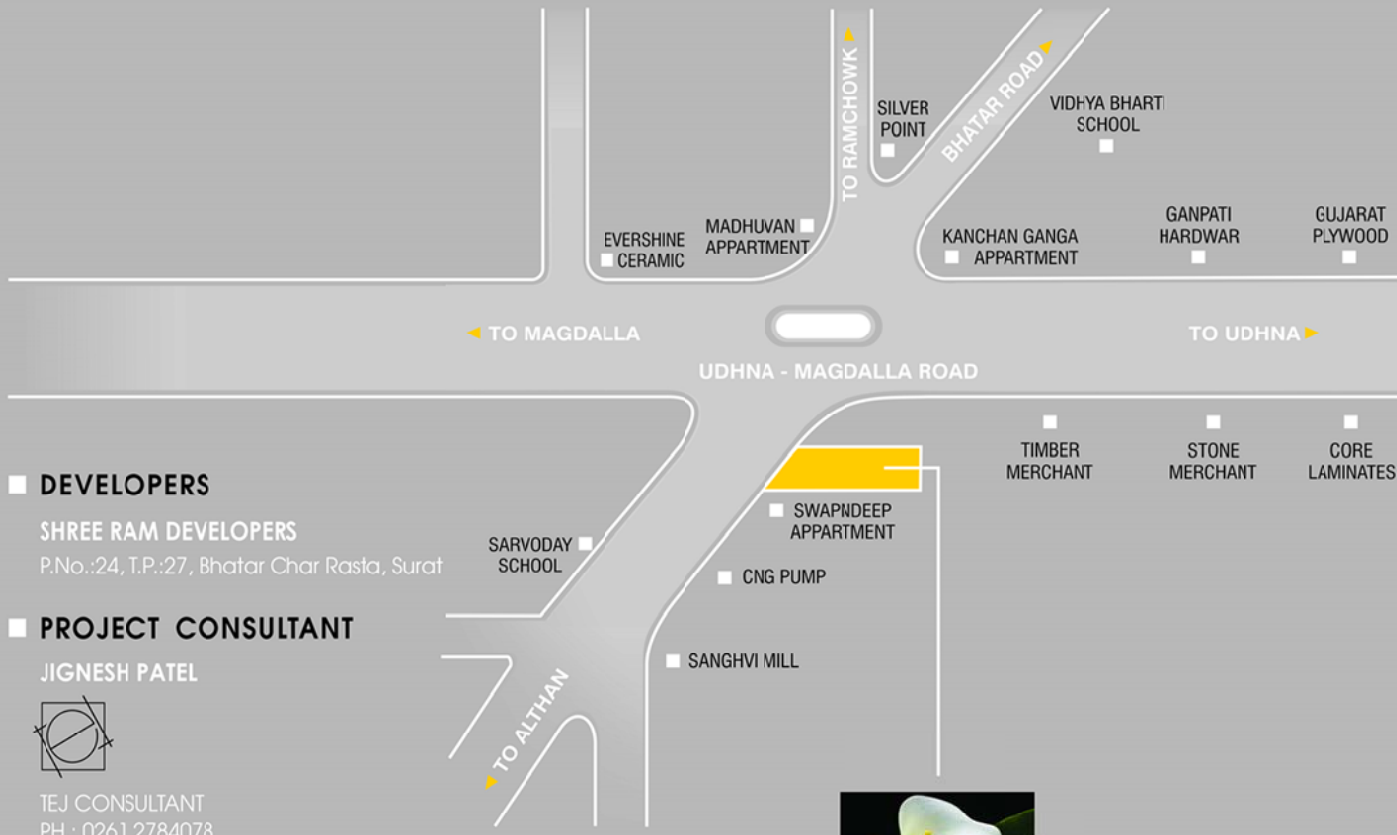 TO RAMCHOWK
SILVER
POINT
BHATAR ROAD
VIDHYA BHARTI
SCHOOL
EVERSHINE
CERAMIC
MADHUVAN
APPARTMENT
KANCHAN GANGA
APPARTMENT
GANPATI
HARDWAR
GUJARAT
PLYWOOD
TO MAGDALLA
TO UDHNA
UDHNA - MAGDALLA ROAD
TIMBER
MERCHANT
STONE
MERCHANT
CORE
LAMINATES
SWAPNDEEP
APPARTMENT
SARVODAY
SCHOOL
CNG PUMP
SANGHVI MILL
TO ALTHAN
DEVELOPERS
SHREE RAM DEVELOPERS
P.No.:24, T.P.:27, Bhatar Char Rasta, Surat
PROJECT CONSULTANT
JIGNESH PATEL
TEJ CONSULTANT
PH.: 0261 2784078